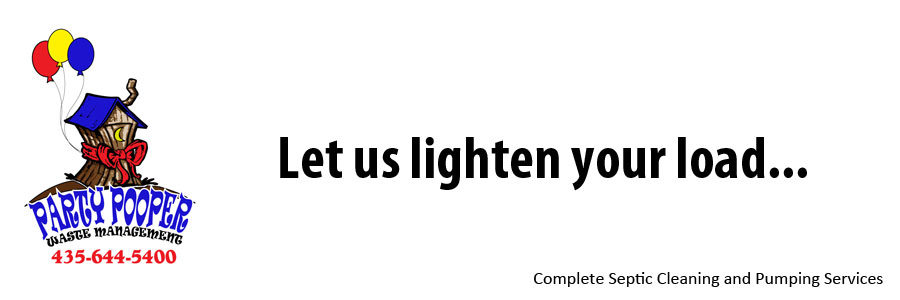 PARTY POOPER
WASTE MANAGEMENT
435-644-5400
Let us lighten your load...
Complete Septic Cleaning and Pumping Services